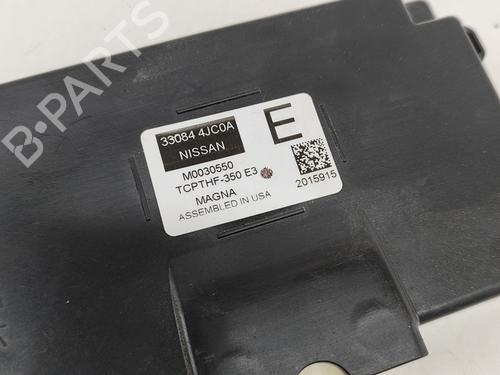 B-PARTS
33084 4JC0A
NISSAN
E
M0030550
TCPTHF-350 E3
MAGNA
ASSEMBLED IN USA
2015915